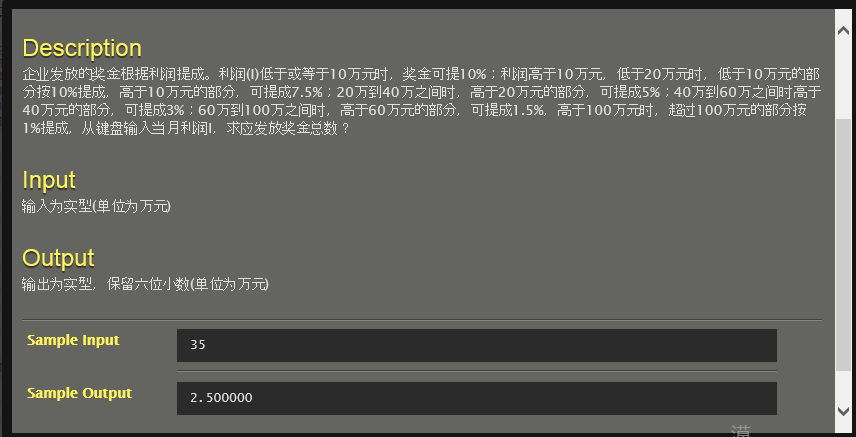 Description
企业发放的奖金根据利润提成。利润(I)低于或等于10万元时，奖金可提10%；利润高于10万元，低于20万元时，低于10万元的部
分按10%提成，高于10万元的部分，可提成7.5%；20万到40万之间时，高于20万元的部分，可提成5%；40万到60万之间时高于
40万元的部分，可提成3%；60万到100万之间时，高于60万元的部分，可提成1.5%，高于100万元时，超过100万元的部分按
1%提成，从键盘输入当月利润I，求应发放奖金总数？
Input
输入为实型(单位为万元)
Output
输出为实型，保留六位小数(单位为万元)
Sample Input
35
Sample Output
2.500000